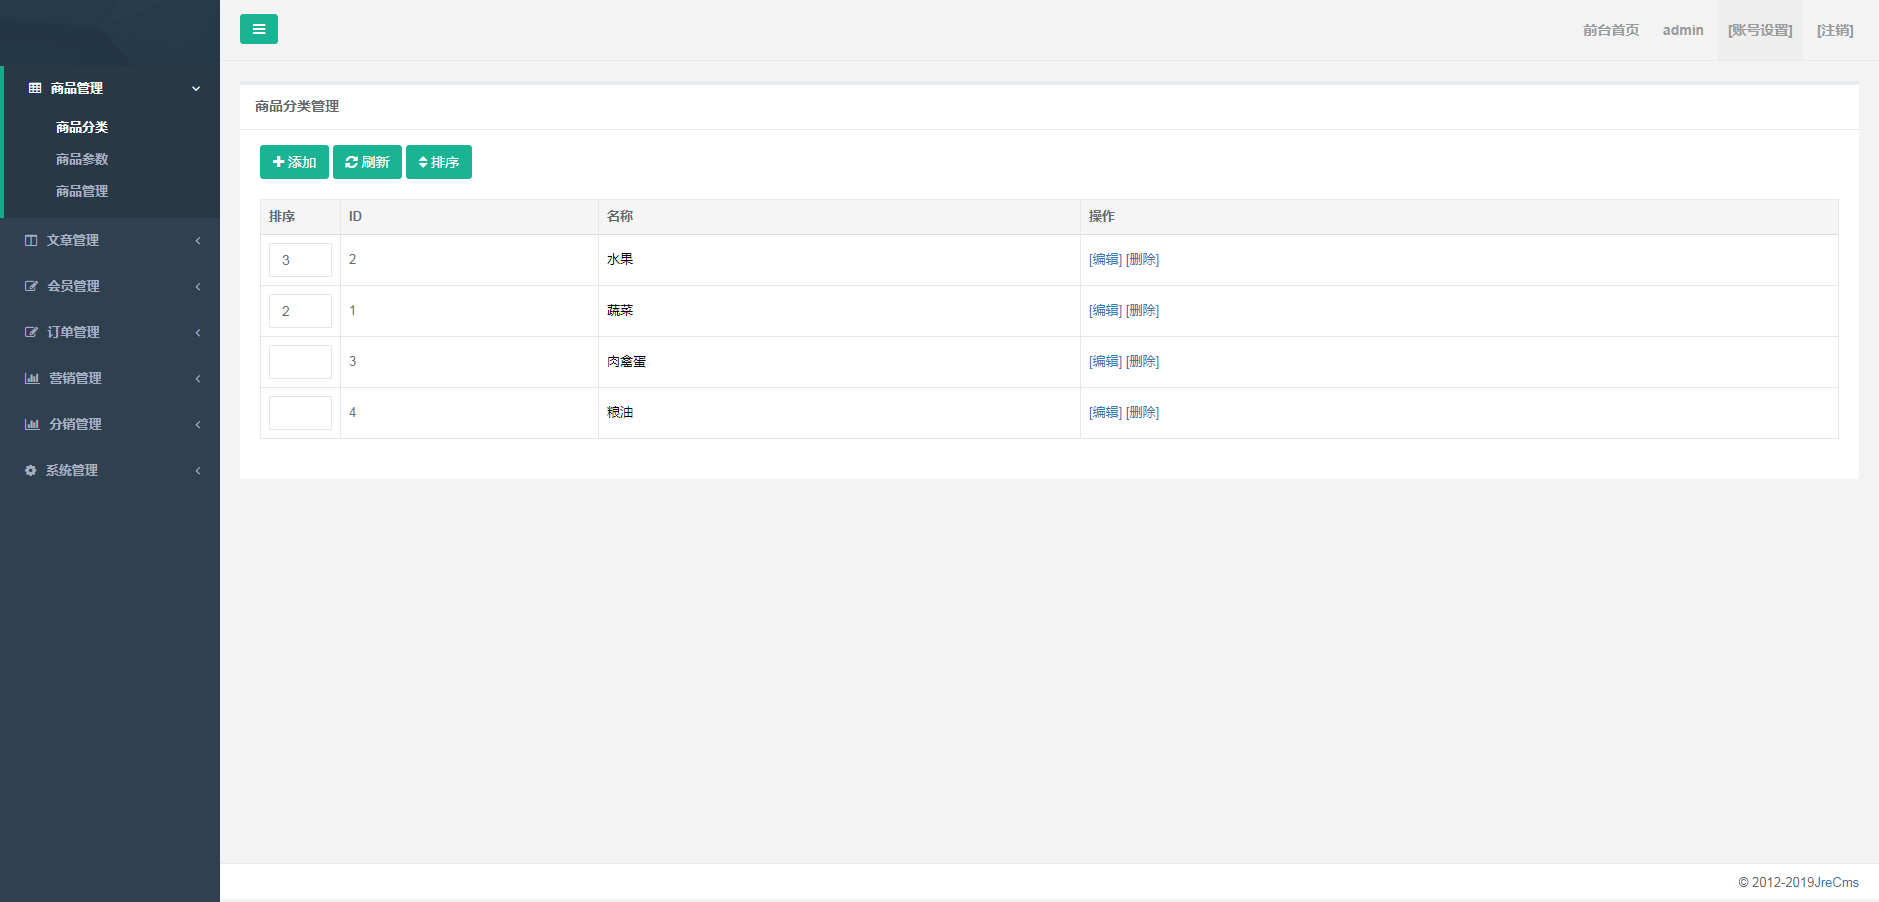 前台首页 admin [账号设置] [注销]
商品管理
商品分类
商品参数
商品管理
文章管理
会员管理
订单管理
营销管理
分销管理
系统管理
商品分类管理
添加 刷新 排序
排序 ID 名称 操作
3 2 水果 [编辑] [删除]
2 1 蔬菜 [编辑] [删除]
3 肉禽蛋 [编辑] [删除]
4 粮油 [编辑] [删除]
© 2012-2019JreCms